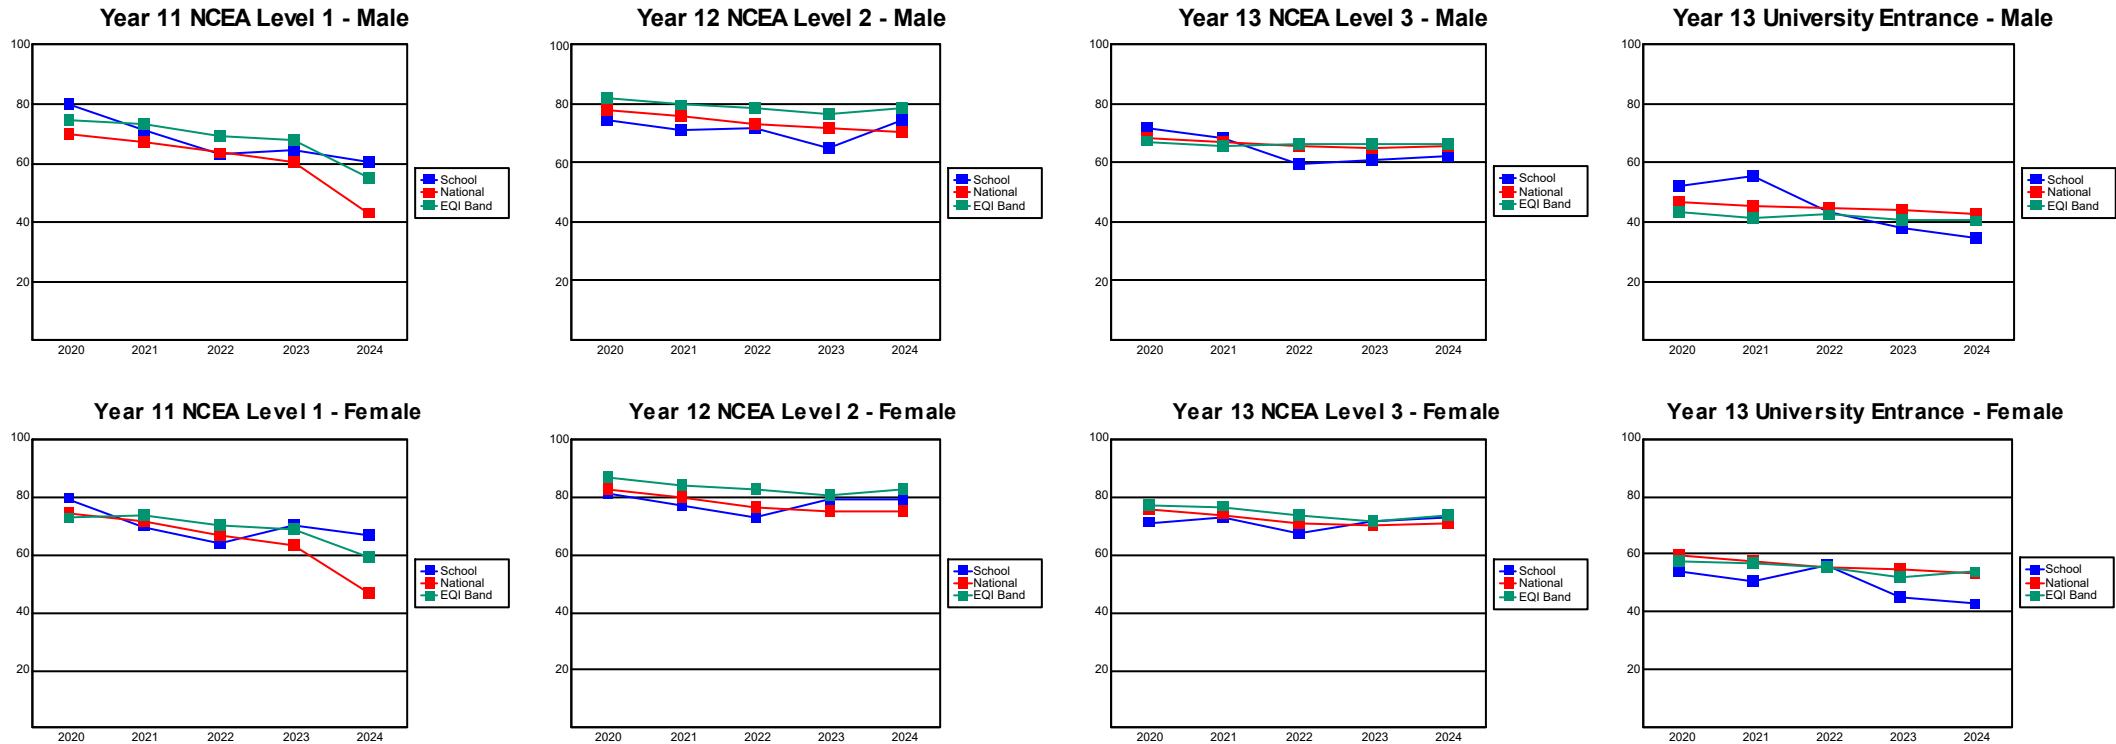 Year 11 NCEA Level 1 - Male
100
80
60
40
20
2020 2021 2022 2023 2024
School
National
EQI Band
Year 12 NCEA Level 2 - Male
100
80
60
40
20
2020 2021 2022 2023 2024
School
National
EQI Band
Year 13 NCEA Level 3 - Male
100
80
60
40
20
2020 2021 2022 2023 2024
School
National
EQI Band
Year 13 University Entrance - Male
100
80
60
40
20
2020 2021 2022 2023 2024
School
National
EQI Band
Year 11 NCEA Level 1 - Female
100
80
60
40
20
2020 2021 2022 2023 2024
School
National
EQI Band
Year 12 NCEA Level 2 - Female
100
80
60
40
20
2020 2021 2022 2023 2024
School
National
EQI Band
Year 13 NCEA Level 3 - Female
100
80
60
40
20
2020 2021 2022 2023 2024
School
National
EQI Band
Year 13 University Entrance - Female
100
80
60
40
20
2020 2021 2022 2023 2024
School
National
EQI Band